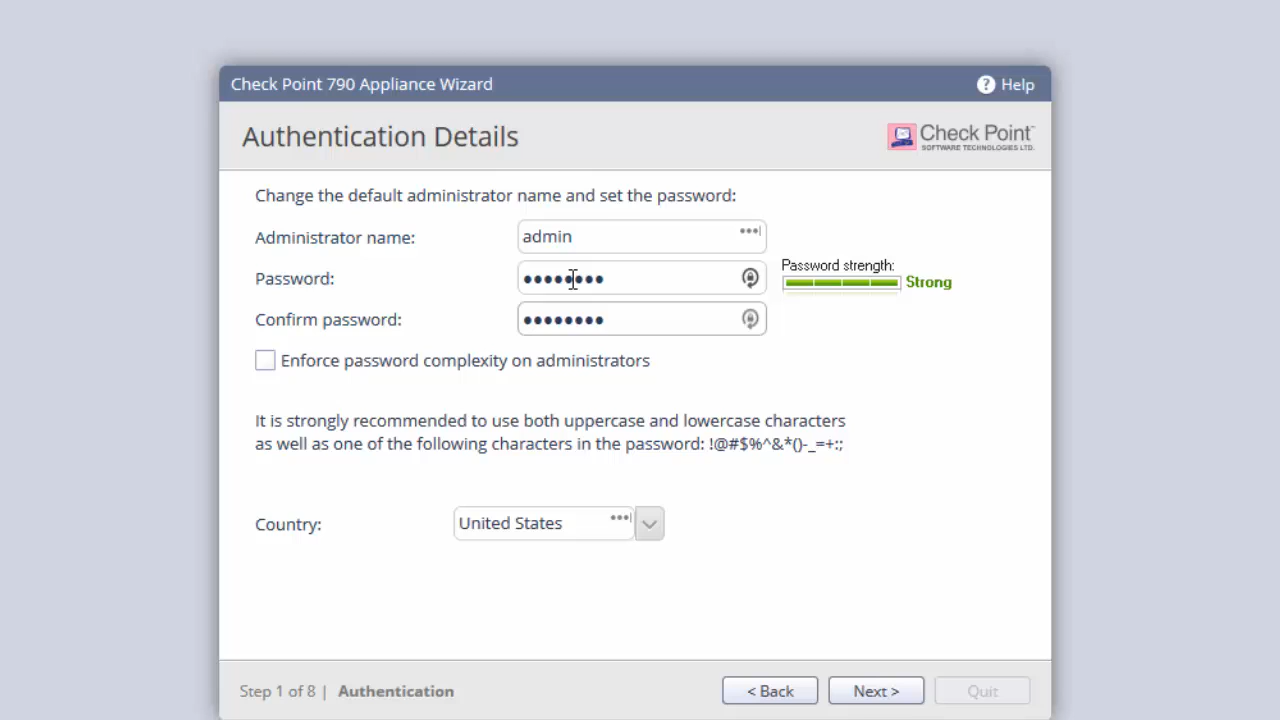 Check Point 790 Appliance Wizard
? Help
Authentication Details
Check Point™
SOFTWARE TECHNOLOGIES LTD.
Change the default administrator name and set the password:
Administrator name: admin
Password: ••••••••
Password strength:
Strong
Confirm password: ••••••••
Enforce password complexity on administrators
It is strongly recommended to use both uppercase and lowercase characters
as well as one of the following characters in the password: !@#$%^&*()-_=+:;
Country: United States
Step 1 of 8 | Authentication
< Back
Next >
Quit